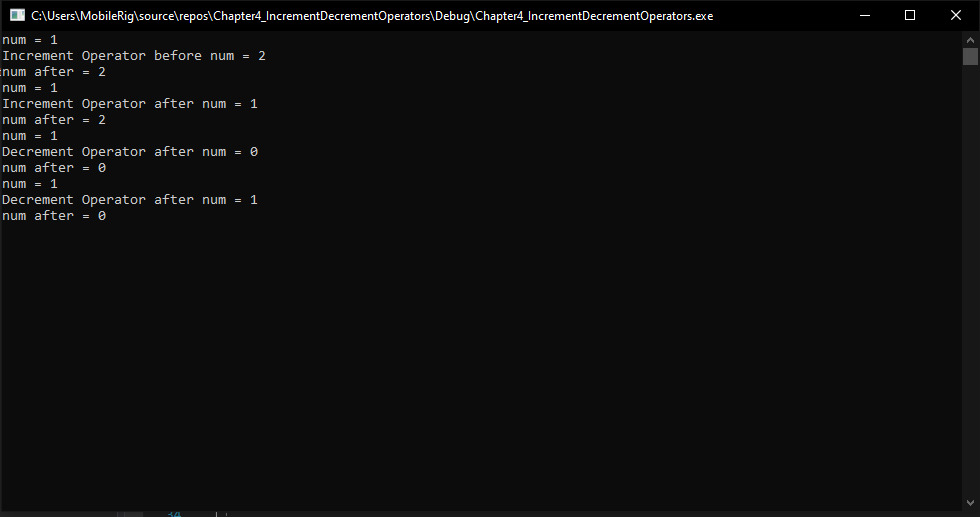 C:\Users\MobileRig\source\repos\Chapter4_IncrementDecrementOperators\Debug\Chapter4_IncrementDecrementOperators.exe
num = 1
Increment Operator before num = 2
num after = 2
num = 1
Increment Operator after num = 1
num after = 2
num = 1
Decrement Operator after num = 0
num after = 0
num = 1
Decrement Operator after num = 1
num after = 0
34